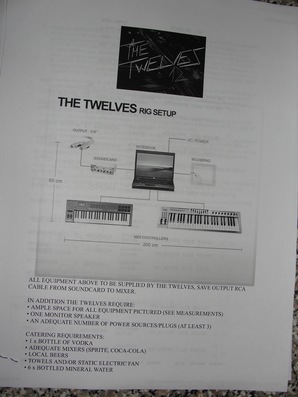 THE
TWELVES
THE TWELVES RIG SETUP
OUTPUT 1/4"
AC POWER
NOTEBOOK
SOUNDCARD
65 cm
MIDI CONTROLLERS
200 cm
ALL EQUIPMENT ABOVE TO BE SUPPLIED BY THE TWELVES, SAVE OUTPUT RCA
CABLE FROM SOUNDCARD TO MIXER.
IN ADDITION THE TWELVES REQUIRE:
• AMPLE SPACE FOR ALL EQUIPMENT PICTURED (SEE MEASUREMENTS)
• ONE MONITOR SPEAKER
• AN ADEQUATE NUMBER OF POWER SOURCES/PLUGS (AT LEAST 3)
CATERING REQUIREMENTS:
• 1 x BOTTLE OF VODKA
• ADEQUATE MIXERS (SPRITE, COCA-COLA)
• LOCAL BEERS
• TOWELS AND/OR STATIC ELECTRIC FAN
• 6 x BOTTLED MINERAL WATER